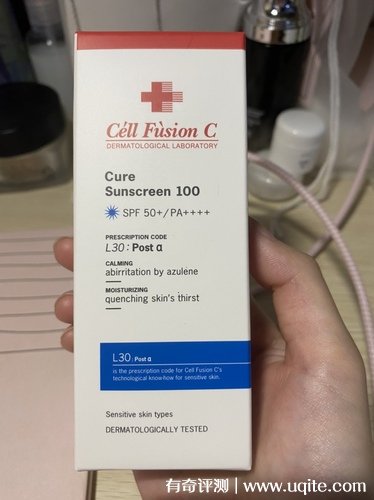 Céll Fùsion C
DERMATOLOGICAL LABORATORY
Cure
Sunscreen 100
SPF 50+/PA++++
PRESCRIPTION CODE
L30 : Post α
CALMING
abirritation by azulene
MOISTURIZING
quenching skin's thirst
L30 : Post α
is the prescription code for Cell Fusion C's
technological know-how for sensitive skin.
Sensitive skin types
DERMATOLOGICALLY TESTED
有奇评测 | www.uqite.com